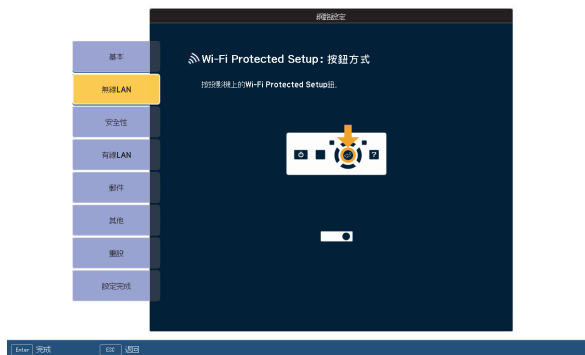 網路設定
基本
無線LAN
安全性
有線LAN
郵件
其他
重設
設定完成
Wi-Fi Protected Setup: 按鈕方式
按投影機上的Wi-Fi Protected Setup鈕。
?
Enter 完成
ESC 返回